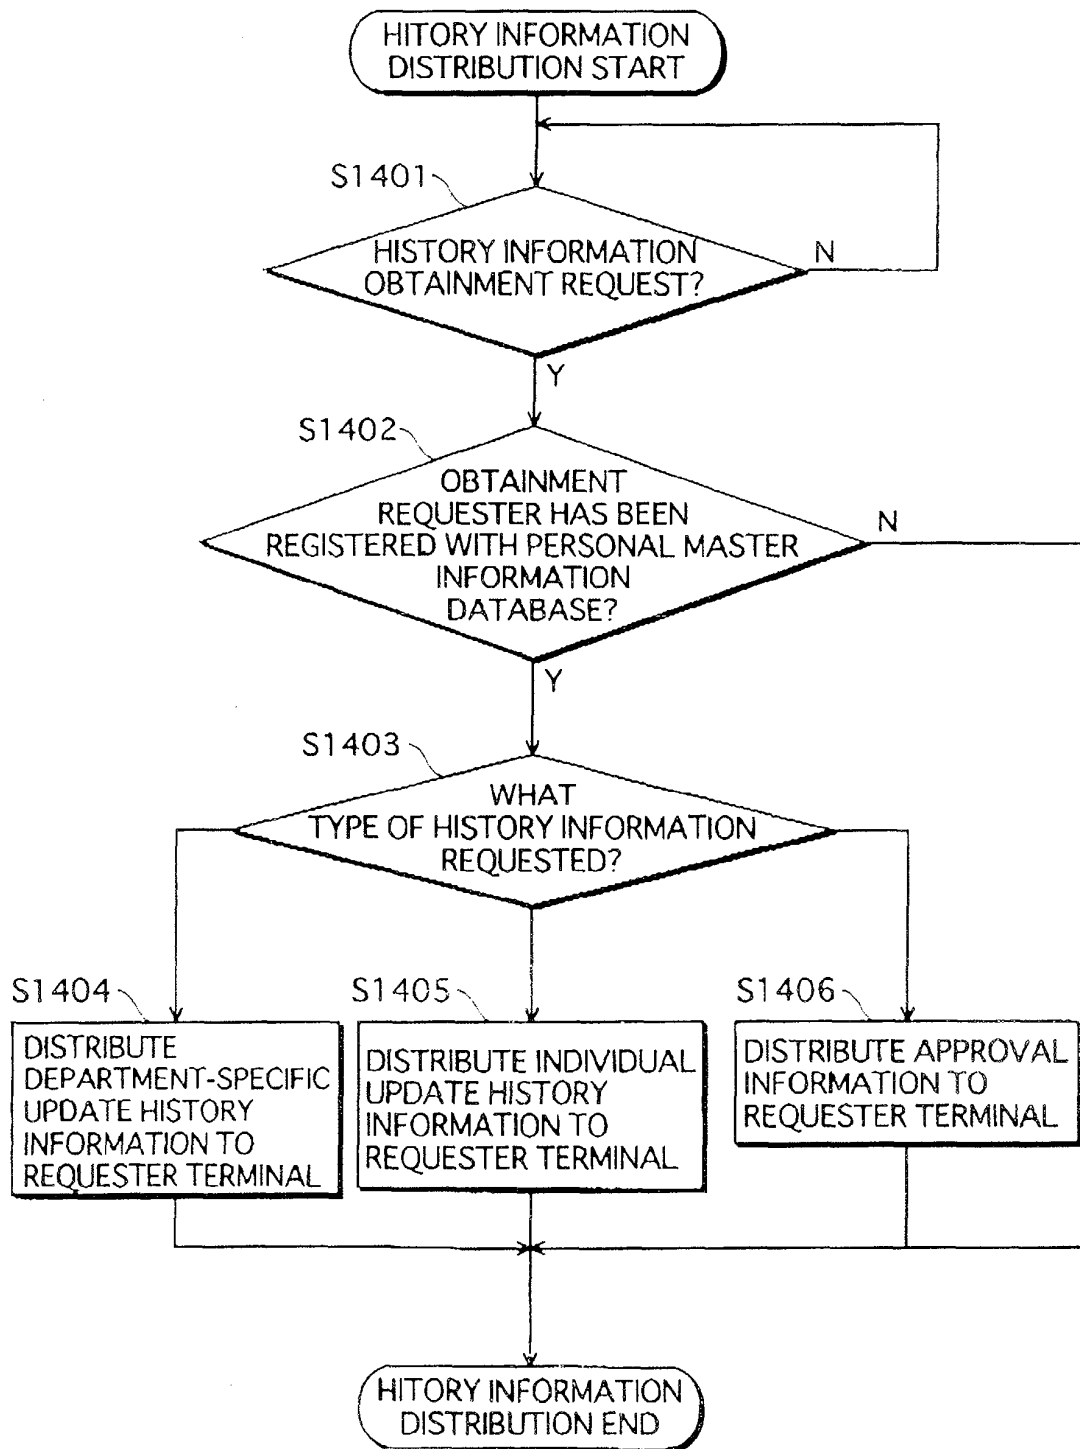 HITORY INFORMATION
DISTRIBUTION START
S1401
HISTORY INFORMATION
OBTAINMENT REQUEST?
N
Y
S1402
OBTAINMENT
REQUESTER HAS BEEN
REGISTERED WITH PERSONAL MASTER
INFORMATION
DATABASE?
N
Y
S1403
WHAT
TYPE OF HISTORY INFORMATION
REQUESTED?
S1404
DISTRIBUTE
DEPARTMENT-SPECIFIC
UPDATE HISTORY
INFORMATION TO
REQUESTER TERMINAL
S1405
DISTRIBUTE INDIVIDUAL
UPDATE HISTORY
INFORMATION TO
REQUESTER TERMINAL
S1406
DISTRIBUTE APPROVAL
INFORMATION TO
REQUESTER TERMINAL
HITORY INFORMATION
DISTRIBUTION END